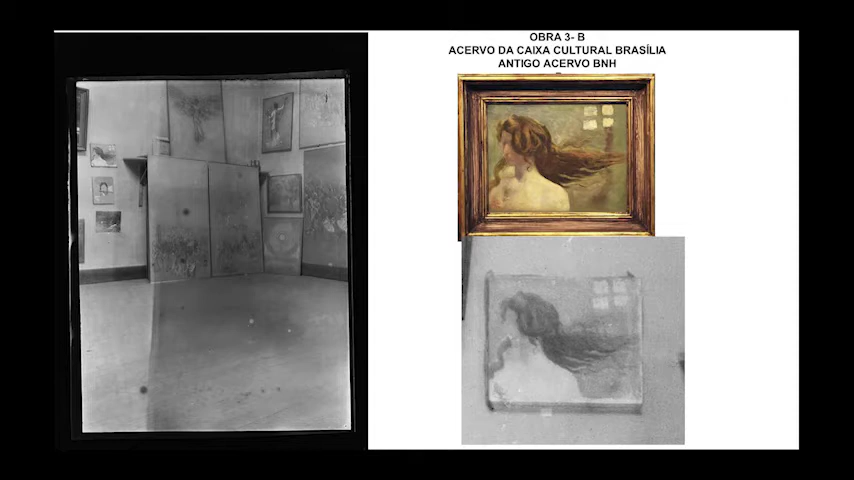 OBRA 3- B
ACERVO DA CAIXA CULTURAL BRASÍLIA
ANTIGO ACERVO BNH